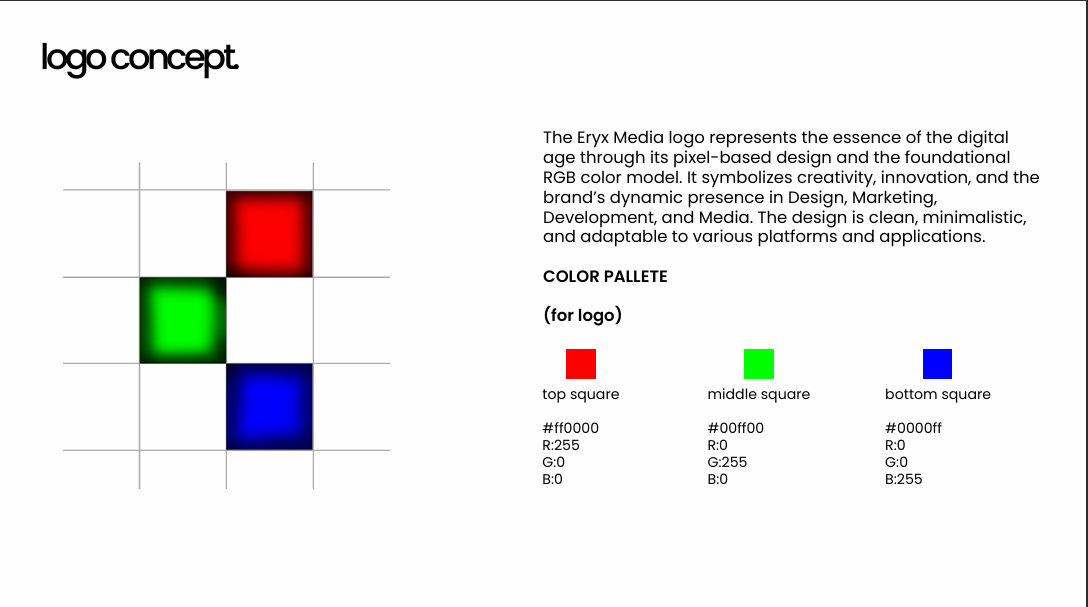 logo concept.
The Eryx Media logo represents the essence of the digital
age through its pixel-based design and the foundational
RGB color model. It symbolizes creativity, innovation, and the
brand’s dynamic presence in Design, Marketing,
Development, and Media. The design is clean, minimalistic,
and adaptable to various platforms and applications.
COLOR PALLETE
(for logo)
top square
#ff0000
R:255
G:0
B:0
middle square
#00ff00
R:0
G:255
B:0
bottom square
#0000ff
R:0
G:0
B:255